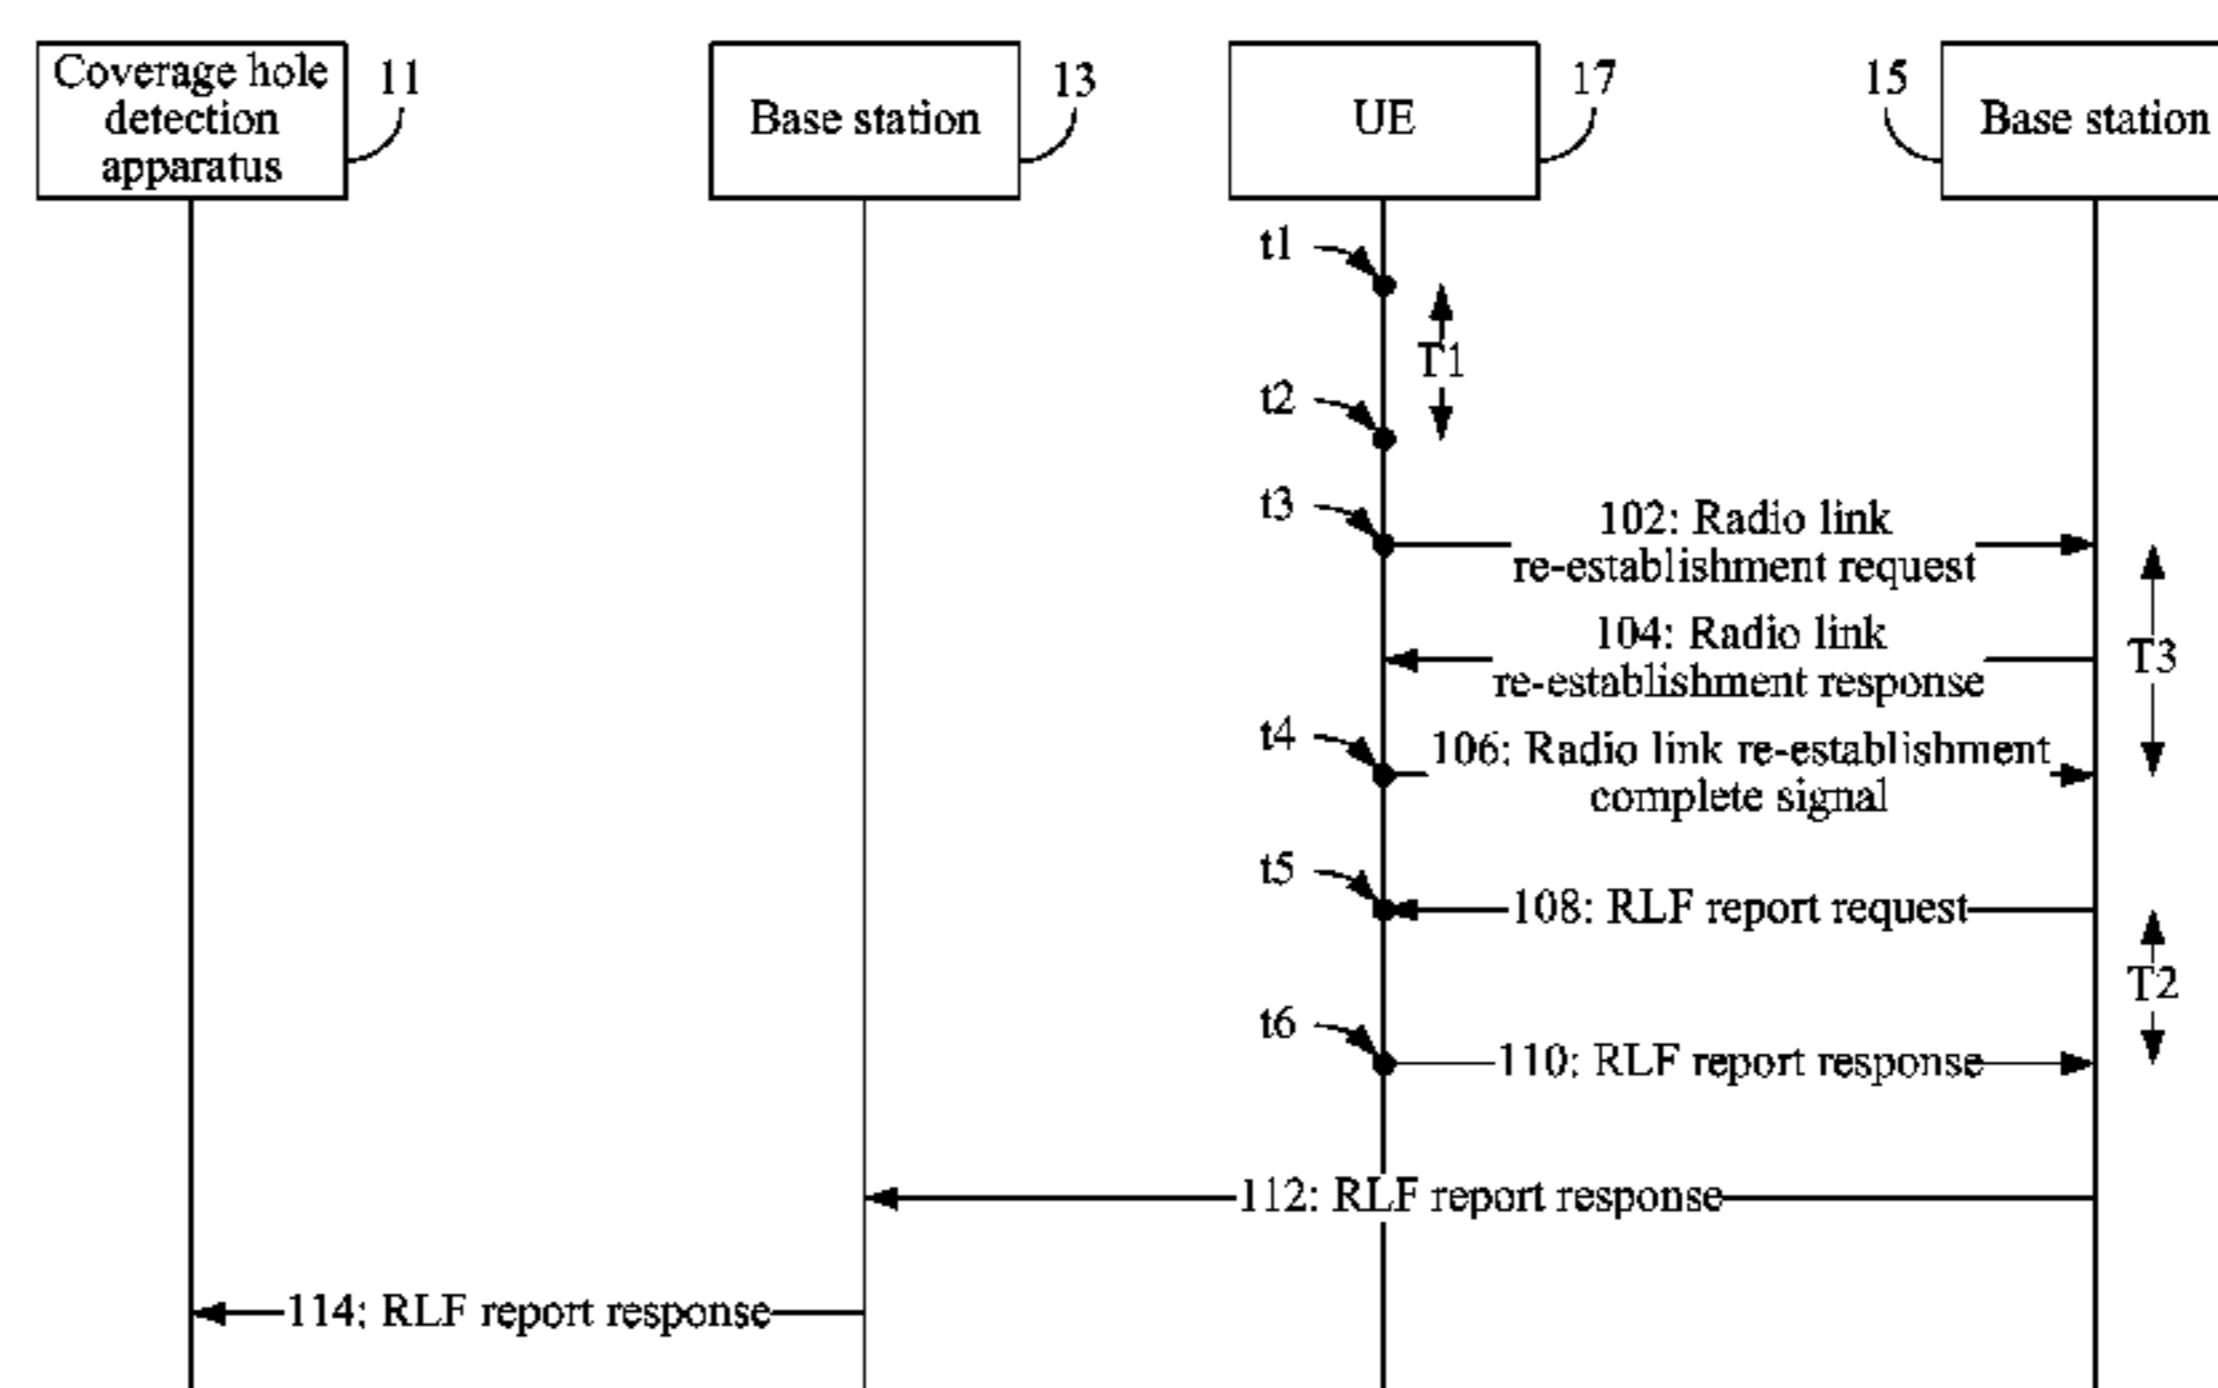 Coverage hole
detection
apparatus
11
Base station
13
UE
17
15
Base station
t1
T1
t2
t3
102: Radio link
re-establishment request
104: Radio link
re-establishment response
T3
t4
106: Radio link re-establishment
complete signal
t5
108: RLF report request
T2
t6
110: RLF report response
112: RLF report response
114: RLF report response